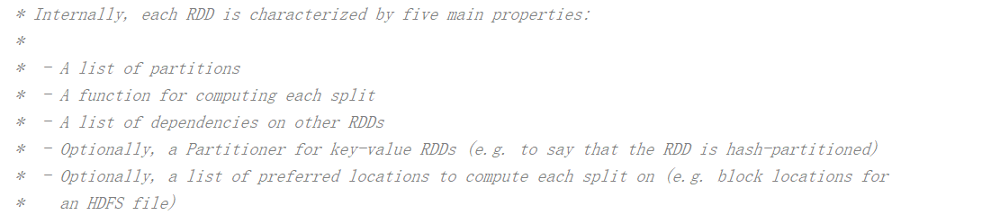 * Internally, each RDD is characterized by five main properties:
*
* - A list of partitions
* - A function for computing each split
* - A list of dependencies on other RDDs
* - Optionally, a Partitioner for key-value RDDs (e.g. to say that the RDD is hash-partitioned)
* - Optionally, a list of preferred locations to compute each split on (e.g. block locations for
* an HDFS file)